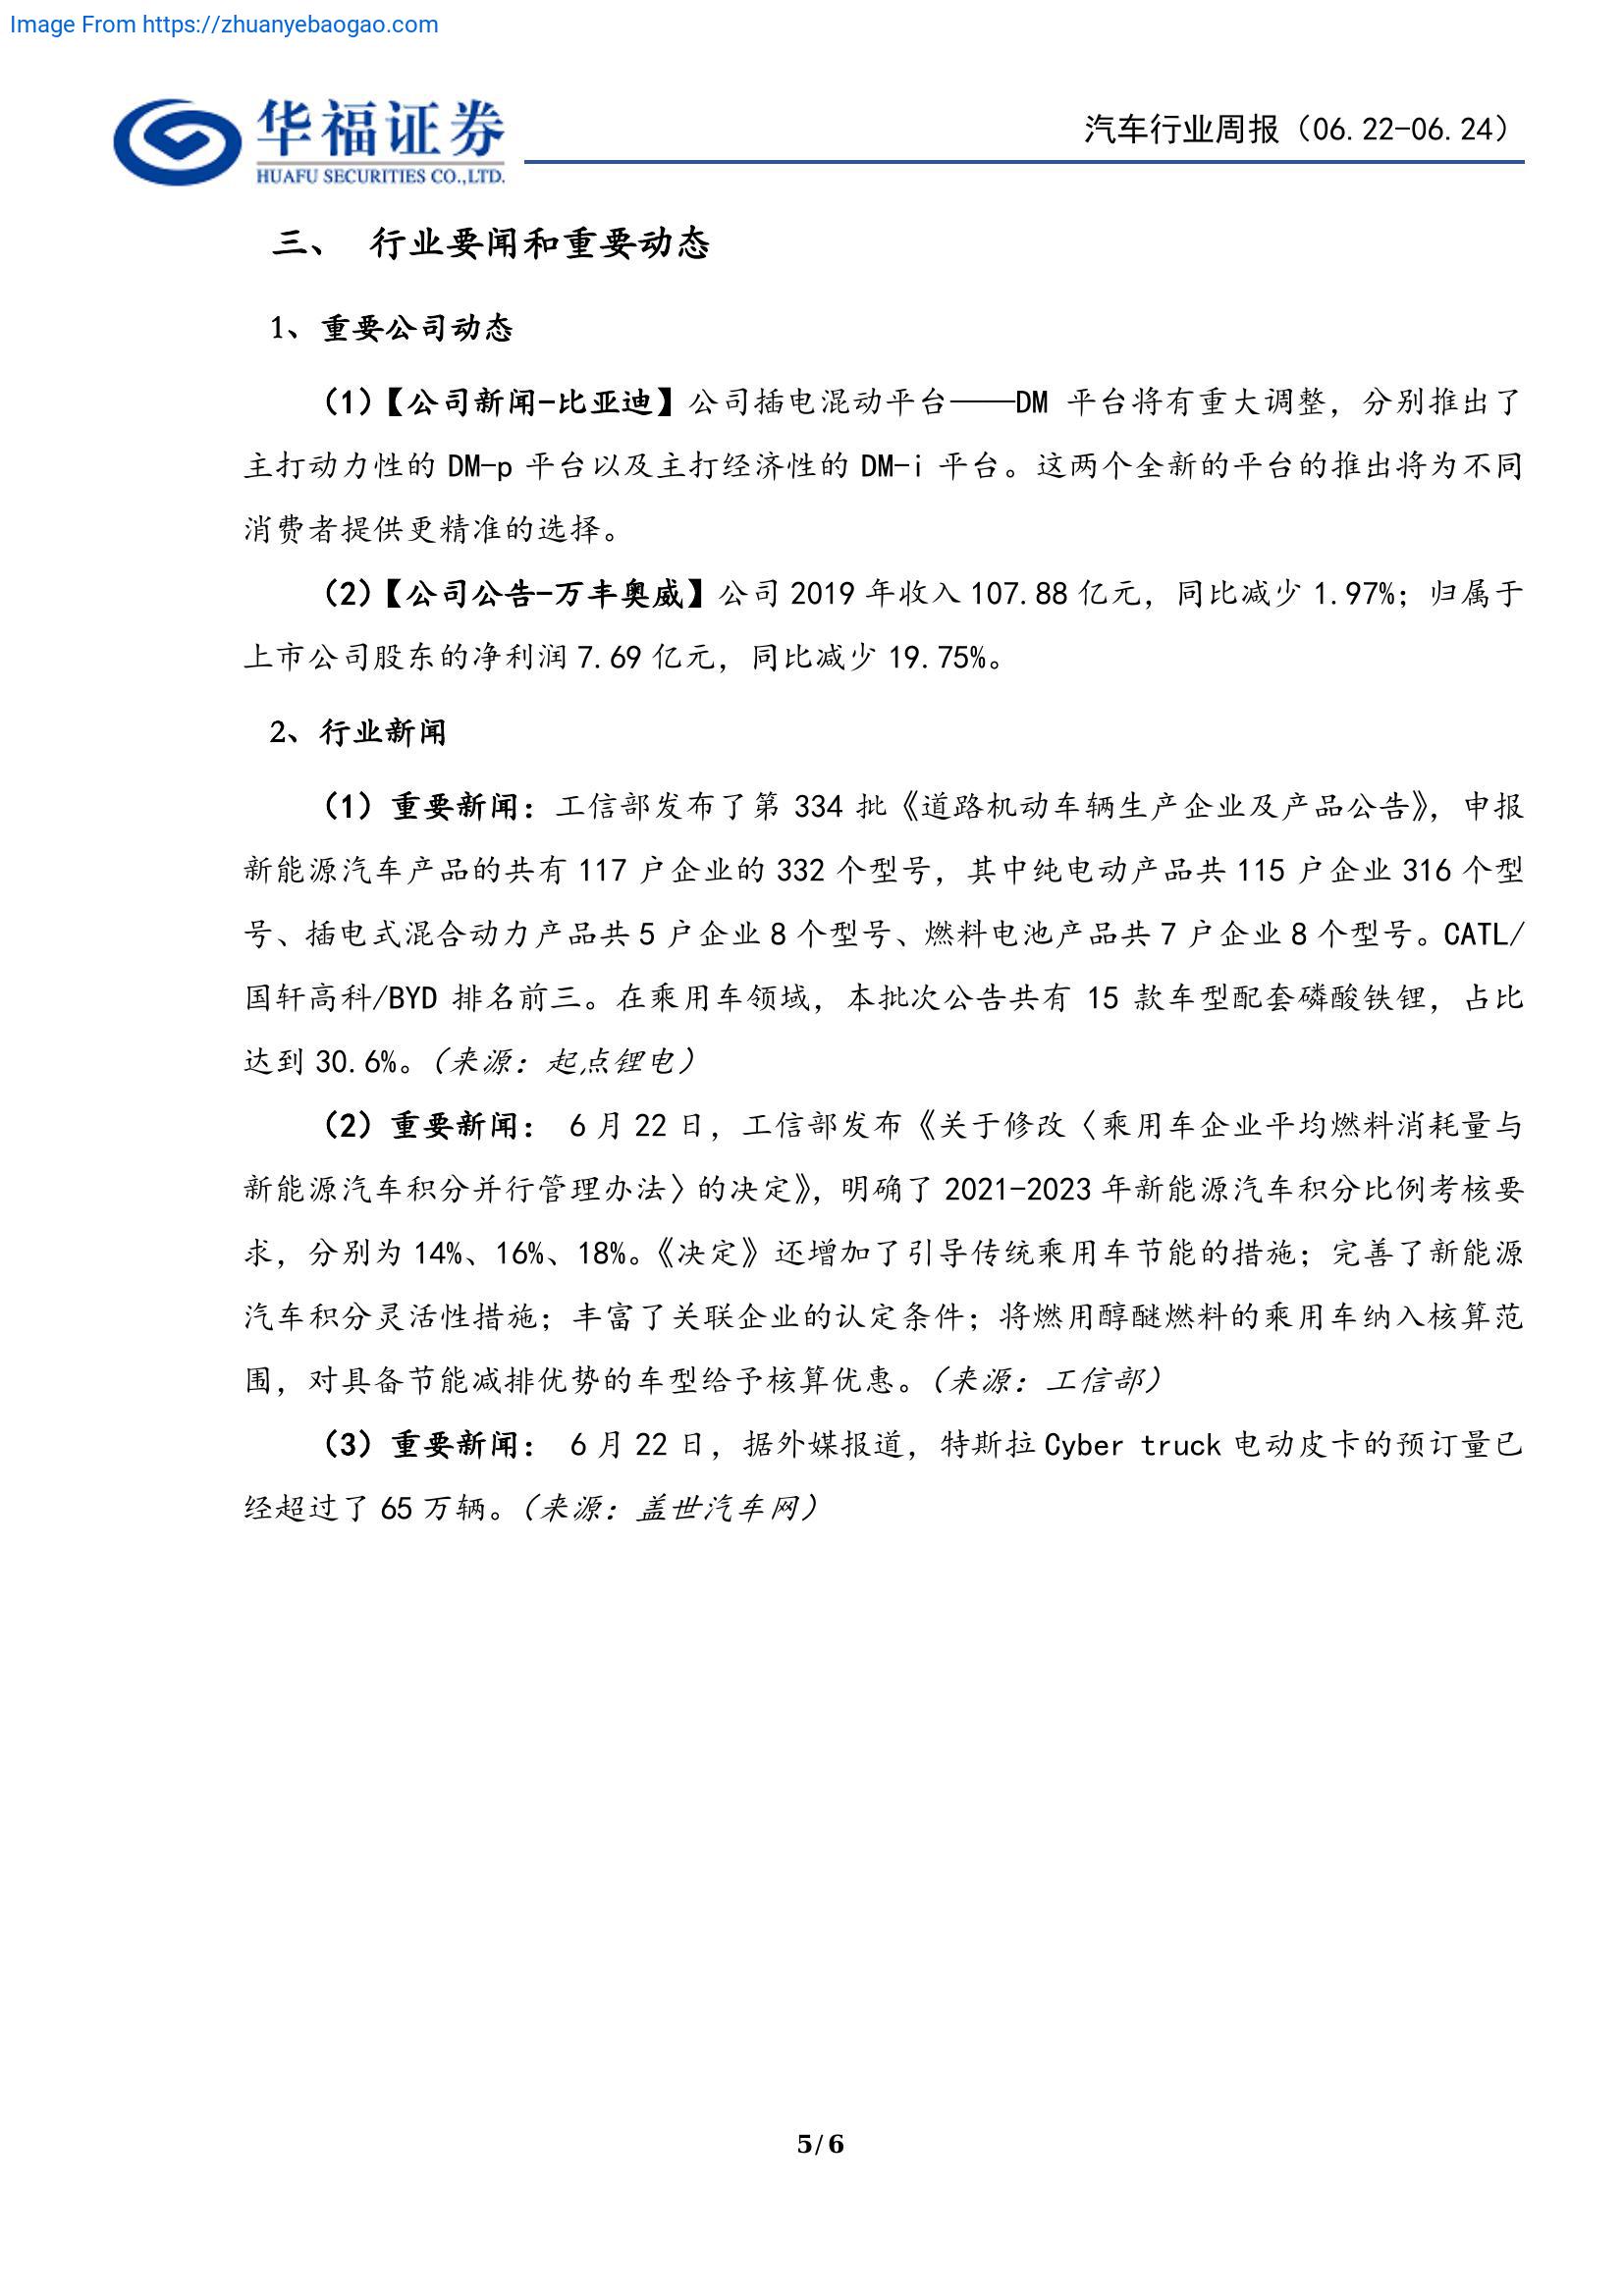 Image From https://zhuanyebaogao.com
华福证券
HUAFU SECURITIES CO.,LTD.
汽车行业周报（06.22-06.24）
三、 行业要闻和重要动态
1、重要公司动态
（1）【公司新闻-比亚迪】公司插电混动平台——DM 平台将有重大调整，分别推出了
主打动力性的 DM-p 平台以及主打经济性的 DM-i 平台。这两个全新的平台的推出将为不同
消费者提供更精准的选择。
（2）【公司公告-万丰奥威】公司 2019 年收入 107.88 亿元，同比减少 1.97%；归属于
上市公司股东的净利润 7.69 亿元，同比减少 19.75%。
2、行业新闻
（1）重要新闻：工信部发布了第 334 批《道路机动车辆生产企业及产品公告》，申报
新能源汽车产品的共有 117 户企业的 332 个型号，其中纯电动产品共 115 户企业 316 个型
号、插电式混合动力产品共 5 户企业 8 个型号、燃料电池产品共 7 户企业 8 个型号。CATL/
国轩高科/BYD 排名前三。在乘用车领域，本批次公告共有 15 款车型配套磷酸铁锂，占比
达到 30.6%。（来源：起点锂电）
（2）重要新闻： 6 月 22 日，工信部发布《关于修改〈乘用车企业平均燃料消耗量与
新能源汽车积分并行管理办法〉的决定》，明确了 2021-2023 年新能源汽车积分比例考核要
求，分别为 14%、16%、18%。《决定》还增加了引导传统乘用车节能的措施；完善了新能源
汽车积分灵活性措施；丰富了关联企业的认定条件；将燃用醇醚燃料的乘用车纳入核算范
围，对具备节能减排优势的车型给予核算优惠。（来源：工信部）
（3）重要新闻： 6 月 22 日，据外媒报道，特斯拉 Cyber truck 电动皮卡的预订量已
经超过了 65 万辆。（来源：盖世汽车网）
5/6